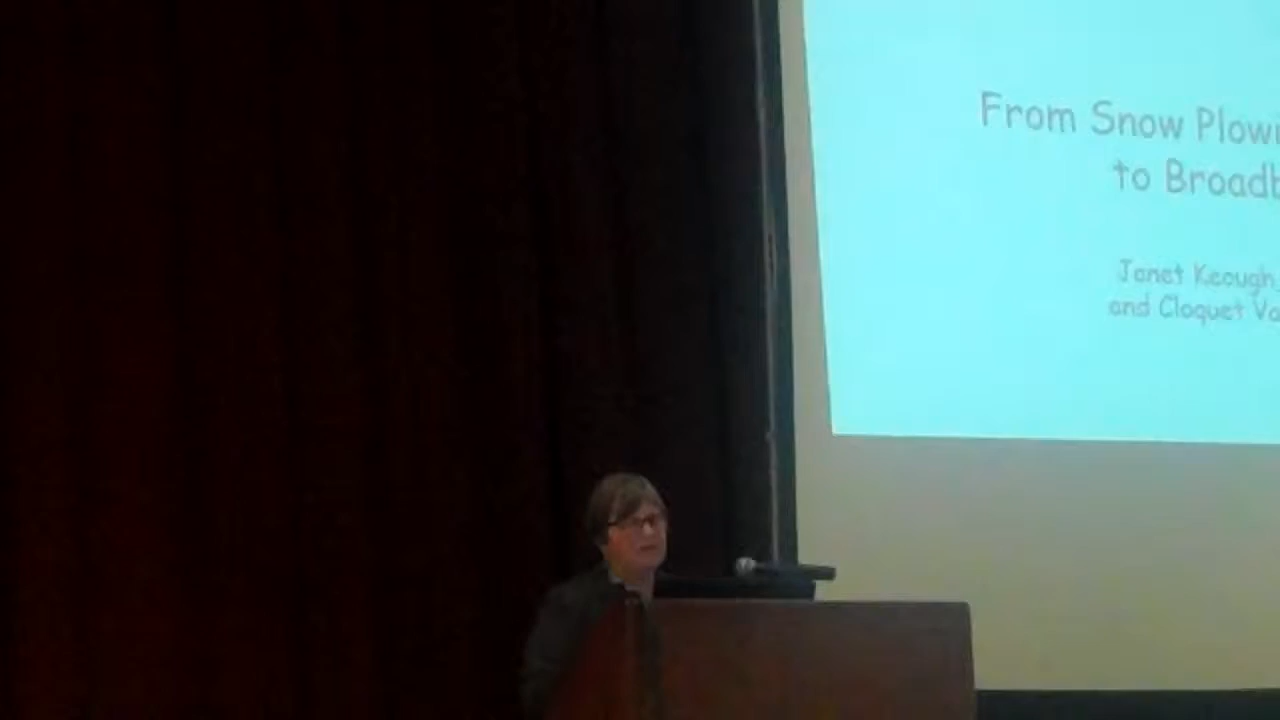 From Snow Plow
to Broadb
Janet Keough,
and Cloquet Va